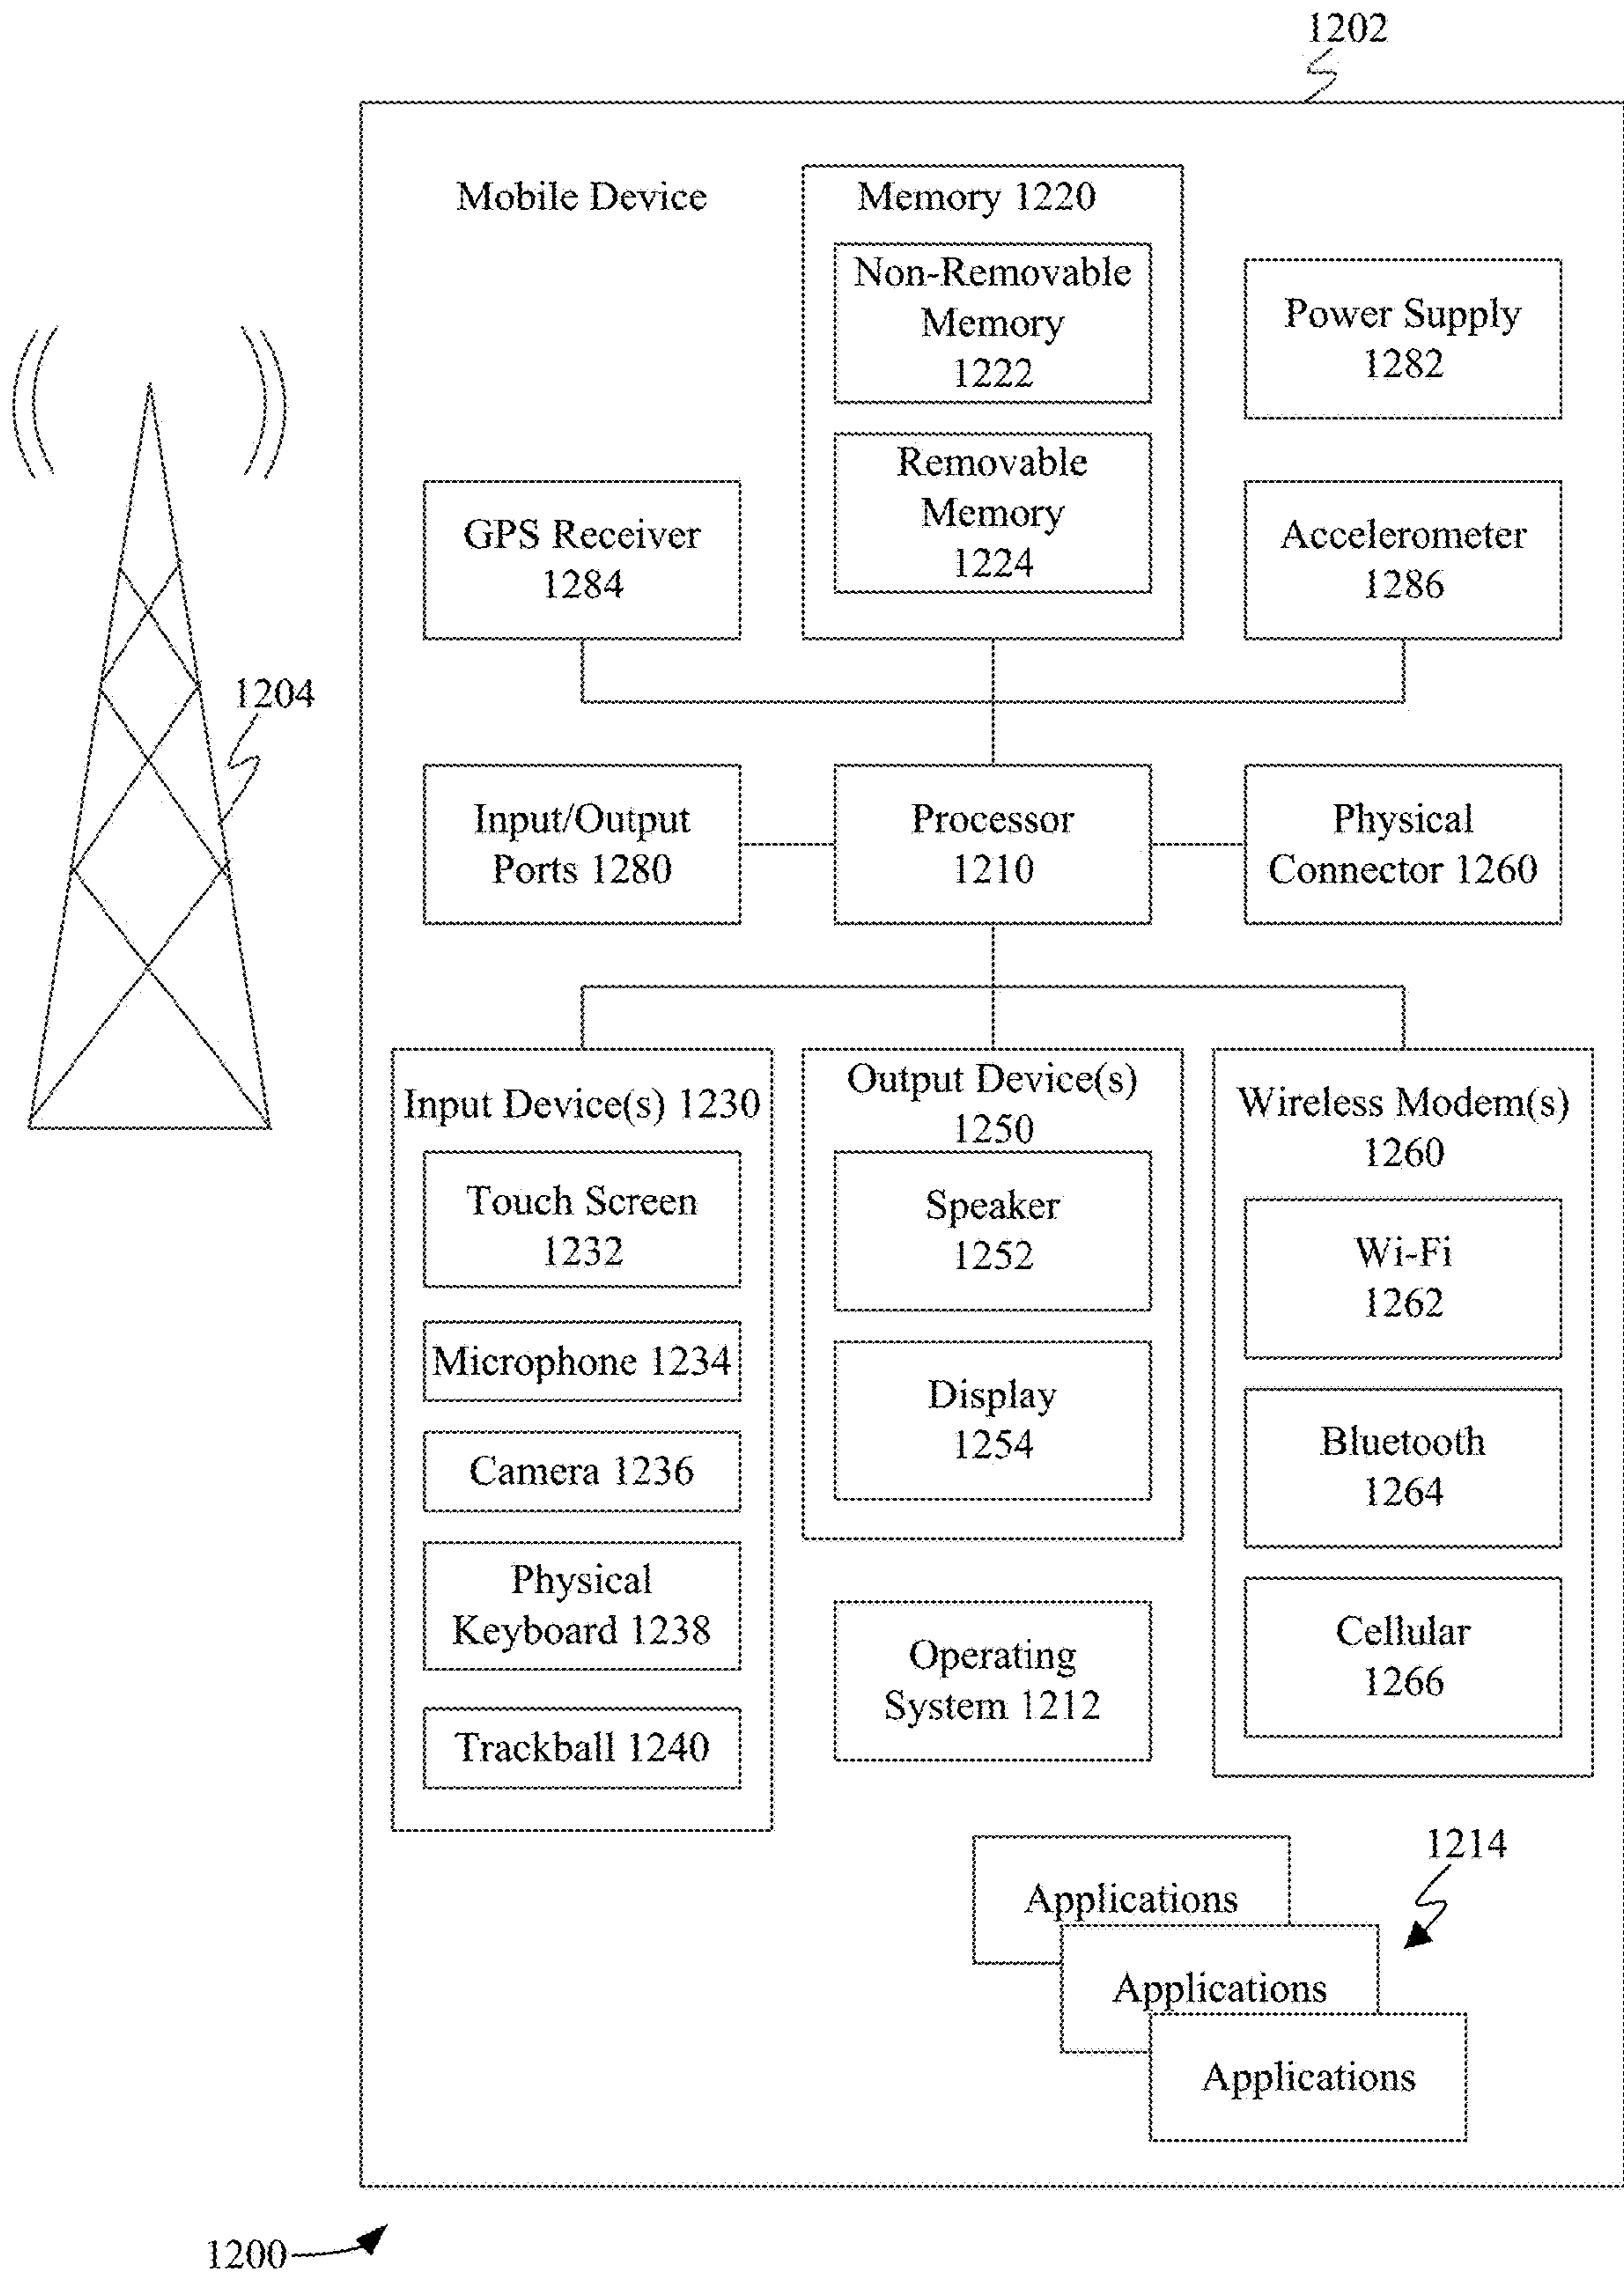 1202
Mobile Device
Memory 1220
Non-Removable
Memory
1222
Removable
Memory
1224
Power Supply
1282
GPS Receiver
1284
Accelerometer
1286
1204
Input/Output
Ports 1280
Processor
1210
Physical
Connector 1260
Input Device(s) 1230
Touch Screen
1232
Microphone 1234
Camera 1236
Physical
Keyboard 1238
Trackball 1240
Output Device(s)
1250
Speaker
1252
Display
1254
Operating
System 1212
Wireless Modem(s)
1260
Wi-Fi
1262
Bluetooth
1264
Cellular
1266
1214
Applications
Applications
Applications
1200